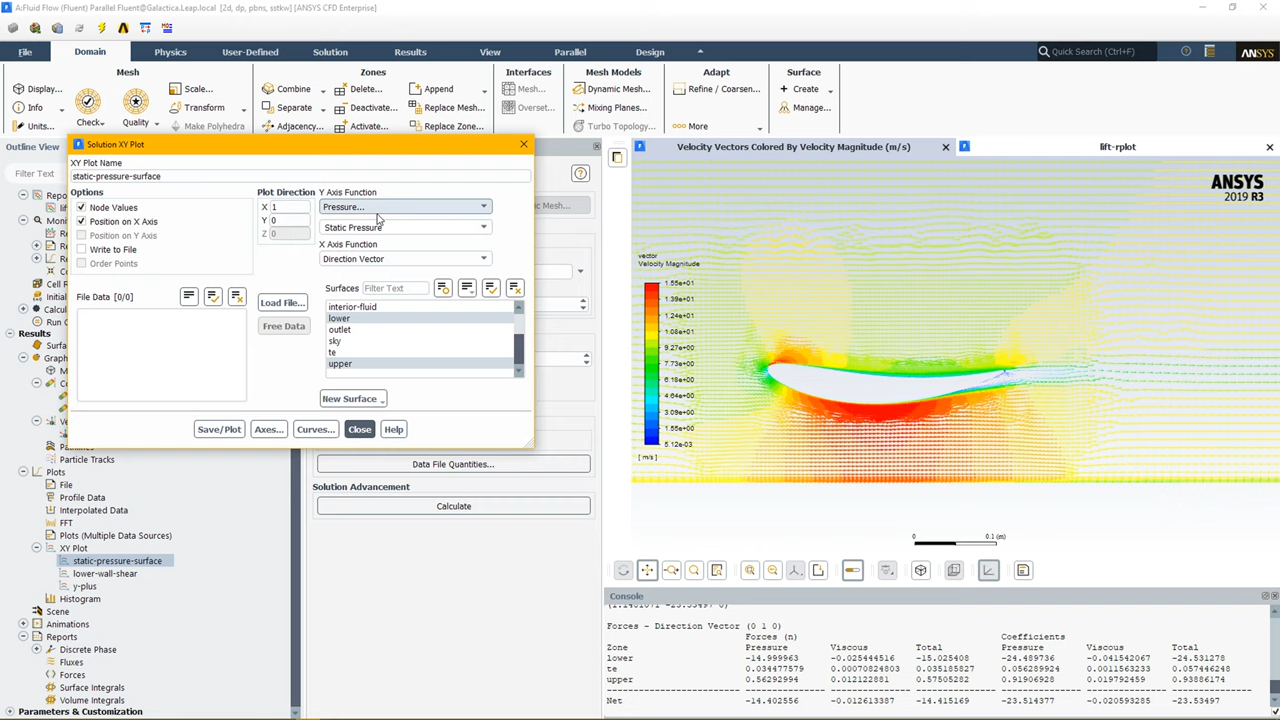 A:Fluid Flow (Fluent) Parallel Fluent@Galactica.Leap.local [2d, dp, pbns, sstkw] ANSYS CFD Enterprise
File Domain Physics User-Defined Solution Results View Parallel Design Quick Search (Ctrl+F) ANSYS
Mesh Zones Interfaces Mesh Models Adapt Surface
Display... Scale... Combine Delete... Append Mesh... Dynamic Mesh... Refine / Coarsen... Create
Info Check Quality Transform Separate Deactivate... Replace Mesh... Overset... Mixing Planes... Manage...
Units... Make Polyhedra Adjacency... Activate... Replace Zone... Turbo Topology... More
Outline View
Filter Text
Solution XY Plot
XY Plot Name
static-pressure-surface
Options Plot Direction Y Axis Function
Node Values X 1 Pressure...
Position on X Axis Y 0
Position on Y Axis Z 0 Static Pressure
Write to File X Axis Function
Order Points Direction Vector
File Data [0/0] Load File... Surfaces Filter Text
Free Data
interior-fluid
lower
outlet
sky
te
upper
New Surface
Save/Plot Axes... Curves... Close Help
Results
Particle Tracks
Plots
File
Profile Data
Interpolated Data
FFT
Plots (Multiple Data Sources)
XY Plot
static-pressure-surface
lower-wall-shear
y-plus
Histogram
Scene
Animations
Reports
Discrete Phase
Fluxes
Forces
Surface Integrals
Volume Integrals
Parameters & Customization
Data File Quantities...
Solution Advancement
Calculate
Velocity Vectors Colored By Velocity Magnitude (m/s) lift-rplot
ANSYS
2019 R3
vector
Velocity Magnitude
1.55e+01
1.40e+01
1.24e+01
1.09e+01
9.28e+00
7.73e+00
6.18e+00
4.64e+00
3.09e+00
1.55e+00
5.12e-03
[ m/s ]
0 0.1 (m)
Console
Forces - Direction Vector (0 1 0)
Forces (n) Coefficients
Zone Pressure Viscous Total Pressure Viscous Total
lower -14.999963 -0.025444516 -15.025408 -24.489736 -0.041542067 -24.531278
te 0.034477579 0.00070824803 0.035185827 0.056289924 0.0011563233 0.057446248
upper 0.56292994 0.012122881 0.57505282 0.91906928 0.019792459 0.93886174
Net -14.402556 -0.012613387 -14.415169 -23.514377 -0.02059328 -23.53497